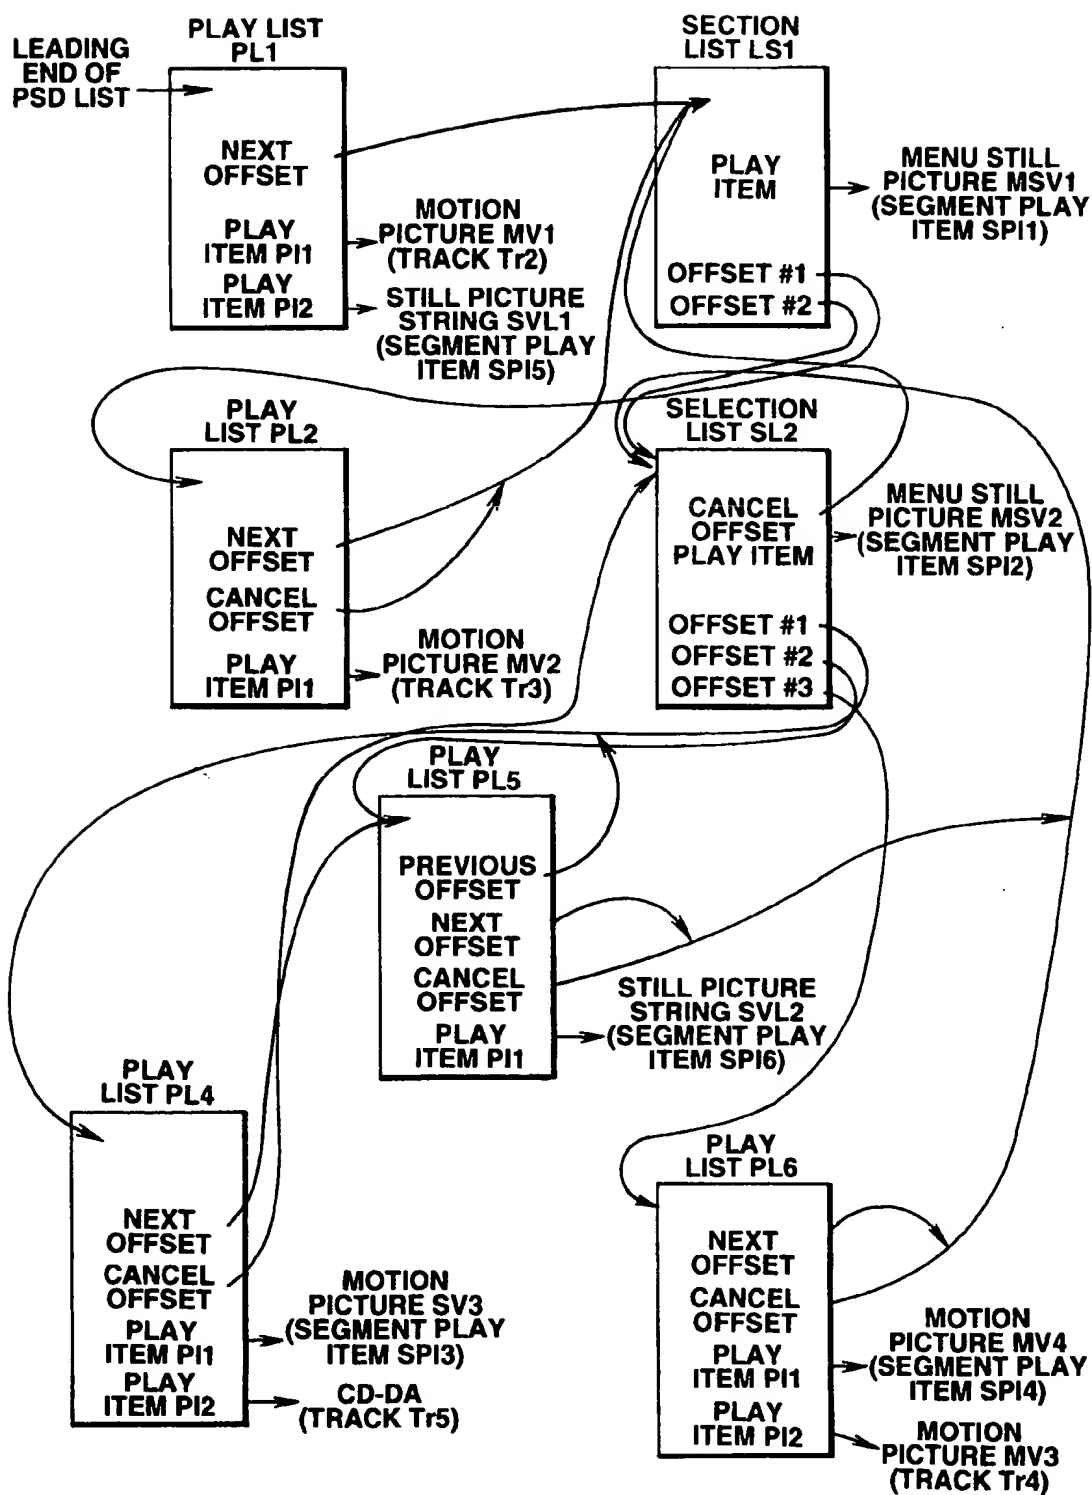 LEADING
END OF
PSD LIST
PLAY LIST
PL1
NEXT
OFFSET
PLAY
ITEM PI1
PLAY
ITEM PI2
MOTION
PICTURE MV1
(TRACK Tr2)
STILL PICTURE
STRING SVL1
(SEGMENT PLAY
ITEM SPI5)
SECTION
LIST LS1
PLAY
ITEM
OFFSET #1
OFFSET #2
MENU STILL
PICTURE MSV1
(SEGMENT PLAY
ITEM SPI1)
PLAY
LIST PL2
NEXT
OFFSET
CANCEL
OFFSET
PLAY
ITEM PI1
MOTION
PICTURE MV2
(TRACK Tr3)
SELECTION
LIST SL2
CANCEL
OFFSET
PLAY ITEM
OFFSET #1
OFFSET #2
OFFSET #3
MENU STILL
PICTURE MSV2
(SEGMENT PLAY
ITEM SPI2)
PLAY
LIST PL5
PREVIOUS
OFFSET
NEXT
OFFSET
CANCEL
OFFSET
PLAY
ITEM PI1
STILL PICTURE
STRING SVL2
(SEGMENT PLAY
ITEM SPI6)
PLAY
LIST PL4
NEXT
OFFSET
CANCEL
OFFSET
PLAY
ITEM PI1
PLAY
ITEM PI2
MOTION
PICTURE SV3
(SEGMENT PLAY
ITEM SPI3)
CD-DA
(TRACK Tr5)
PLAY
LIST PL6
NEXT
OFFSET
CANCEL
OFFSET
PLAY
ITEM PI1
PLAY
ITEM PI2
MOTION
PICTURE MV4
(SEGMENT PLAY
ITEM SPI4)
MOTION
PICTURE MV3
(TRACK Tr4)